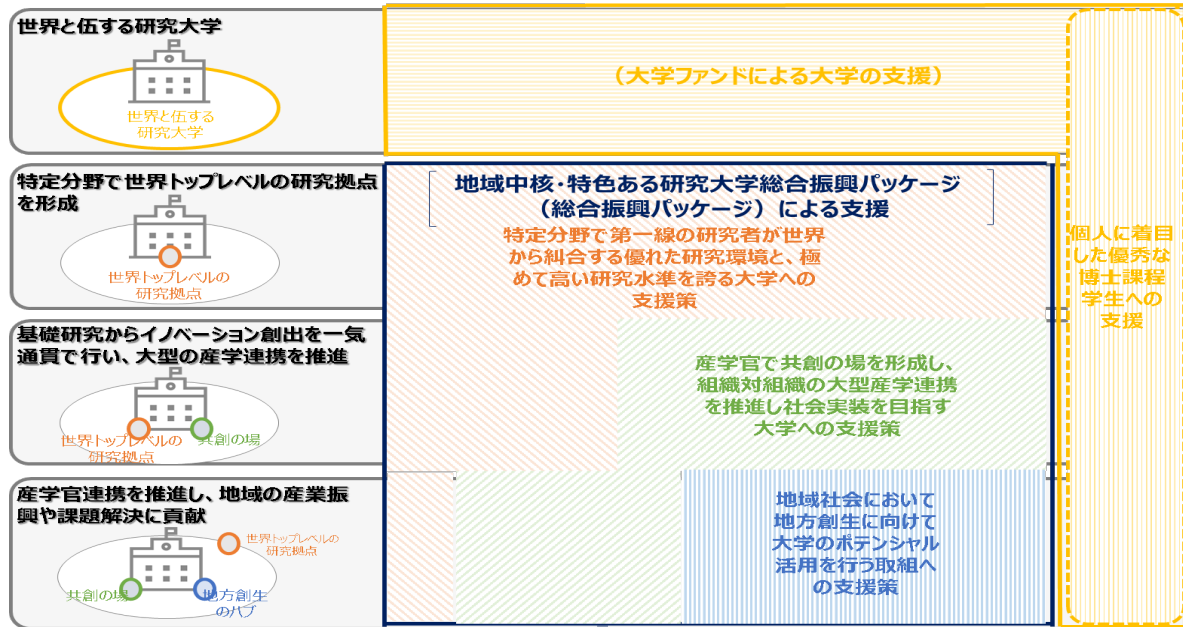 世界と伍する研究大学
世界と伍する
研究大学
（大学ファンドによる大学の支援）
特定分野で世界トップレベルの研究拠点
を形成
世界トップレベルの
研究拠点
地域中核・特色ある研究大学総合振興パッケージ
（総合振興パッケージ）による支援
特定分野で第一線の研究者が世界
から糾合する優れた研究環境と、極
めて高い研究水準を誇る大学への
支援策
個人に着目
した優秀な
博士課程
学生への
支援
基礎研究からイノベーション創出を一気
通貫で行い、大型の産学連携を推進
世界トップレベルの
研究拠点
共創の場
産学官で共創の場を形成し、
組織対組織の大型産学連携
を推進し社会実装を目指す
大学への支援策
産学官連携を推進し、地域の産業振
興や課題解決に貢献
世界トップレベルの
研究拠点
共創の場
地方創生
のハブ
地域社会において
地方創生に向けて
大学のポテンシャル
活用を行う取組へ
の支援策